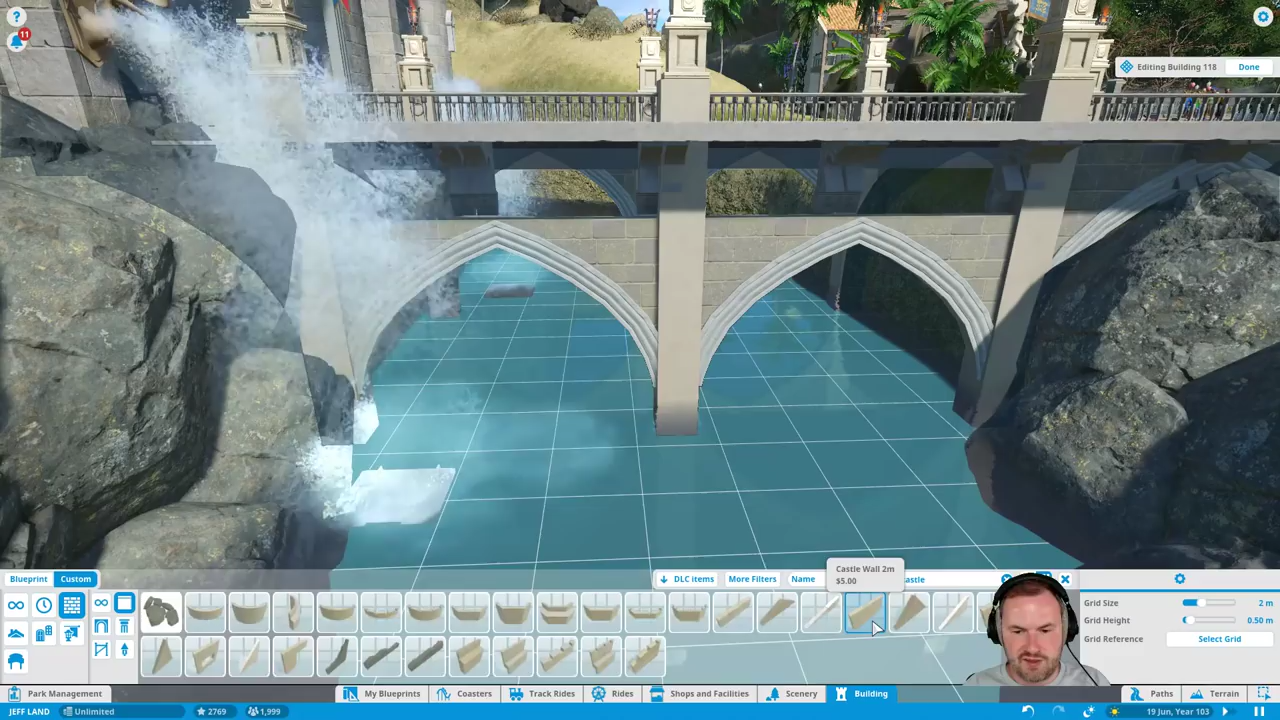 ?
11
Editing Building 118 Done
Castle Wall 2m
$5.00
Blueprint Custom
DLC items More Filters Name
castle
Grid Size 2 m
Grid Height 0.50 m
Grid Reference Select Grid
Park Management My Blueprints Coasters Track Rides Rides Shops and Facilities Scenery Building Paths Terrain
JEFF LAND Unlimited 2769 1,999 19 Jun, Year 103